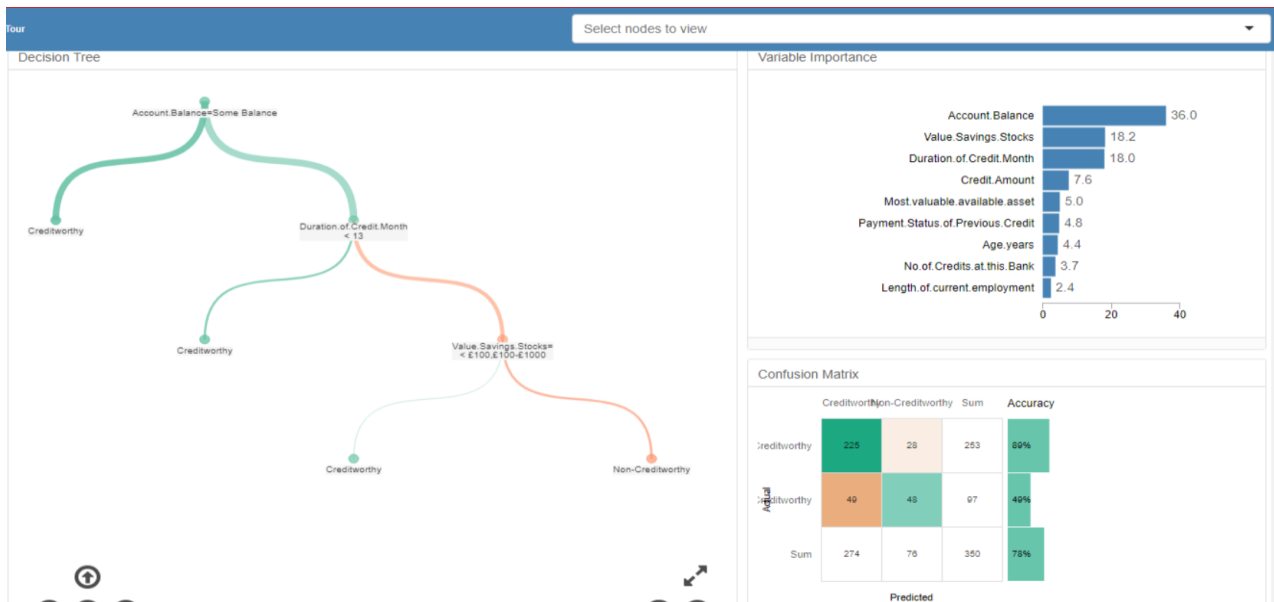 Tour
Select nodes to view
Decision Tree
Account.Balance=Some Balance
Creditworthy
Duration.of.Credit.Month
< 13
Creditworthy
Value.Savings.Stocks=
< £100,£100-£1000
Creditworthy
Non-Creditworthy
Variable Importance
Account.Balance 36.0
Value.Savings.Stocks 18.2
Duration.of.Credit.Month 18.0
Credit.Amount 7.6
Most.valuable.available.asset 5.0
Payment.Status.of.Previous.Credit 4.8
Age.years 4.4
No.of.Credits.at.this.Bank 3.7
Length.of.current.employment 2.4
0 20 40
Confusion Matrix
Sum Accuracy
225 28 253 89%
49 48 97 49%
Actual
Sum 274 76 350 78%
Predicted